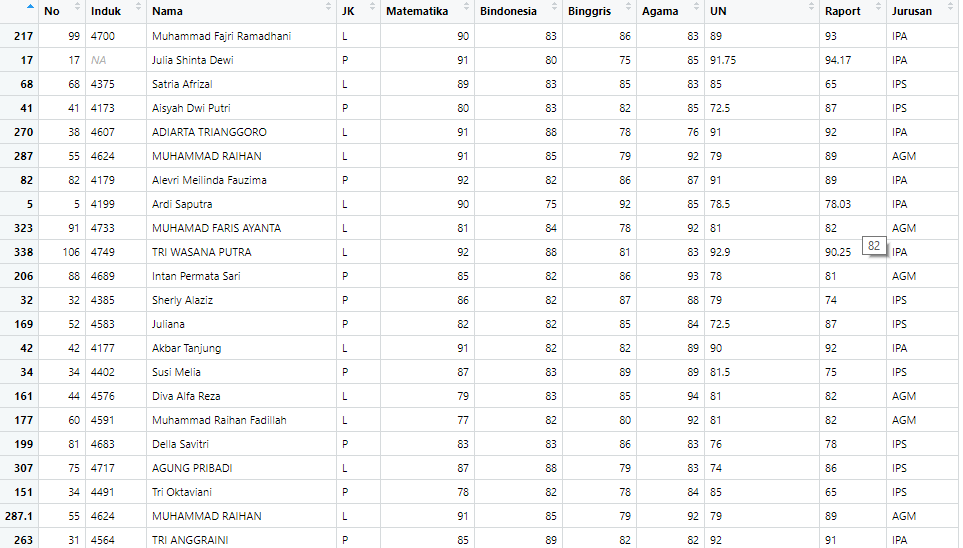 No Induk Nama JK Matematika Bindonesia Binggris Agama UN Raport Jurusan
217 99 4700 Muhammad Fajri Ramadhani L 90 83 86 83 89 93 IPA
17 17 NA Julia Shinta Dewi P 91 80 75 85 91.75 94.17 IPA
68 68 4375 Satria Afrizal L 89 83 85 83 85 65 IPS
41 41 4173 Aisyah Dwi Putri P 80 83 82 85 72.5 87 IPS
270 38 4607 ADIARTA TRIANGGORO L 91 88 78 76 91 92 IPA
287 55 4624 MUHAMMAD RAIHAN L 91 85 79 92 79 89 AGM
82 82 4179 Alevri Meilinda Fauzima P 92 82 86 87 91 89 IPA
5 5 4199 Ardi Saputra L 90 75 92 85 78.5 78.03 IPA
323 91 4733 MUHAMAD FARIS AYANTA L 81 84 78 92 81 82 AGM
82
338 106 4749 TRI WASANA PUTRA L 92 88 81 83 92.9 90.25 IPA
206 88 4689 Intan Permata Sari P 85 82 86 93 78 81 AGM
32 32 4385 Sherly Alaziz P 86 82 87 88 79 74 IPS
169 52 4583 Juliana P 82 82 85 84 72.5 87 IPS
42 42 4177 Akbar Tanjung L 91 82 82 89 90 92 IPA
34 34 4402 Susi Melia P 87 83 89 89 81.5 75 IPS
161 44 4576 Diva Alfa Reza L 79 83 85 94 81 82 AGM
177 60 4591 Muhammad Raihan Fadillah L 77 82 80 92 81 82 AGM
199 81 4683 Della Savitri P 83 83 86 83 76 78 IPS
307 75 4717 AGUNG PRIBADI L 87 88 79 83 74 86 IPS
151 34 4491 Tri Oktaviani P 78 82 78 84 85 65 IPS
287.1 55 4624 MUHAMMAD RAIHAN L 91 85 79 92 79 89 AGM
263 31 4564 TRI ANGGRAINI P 85 89 82 82 92 91 IPA